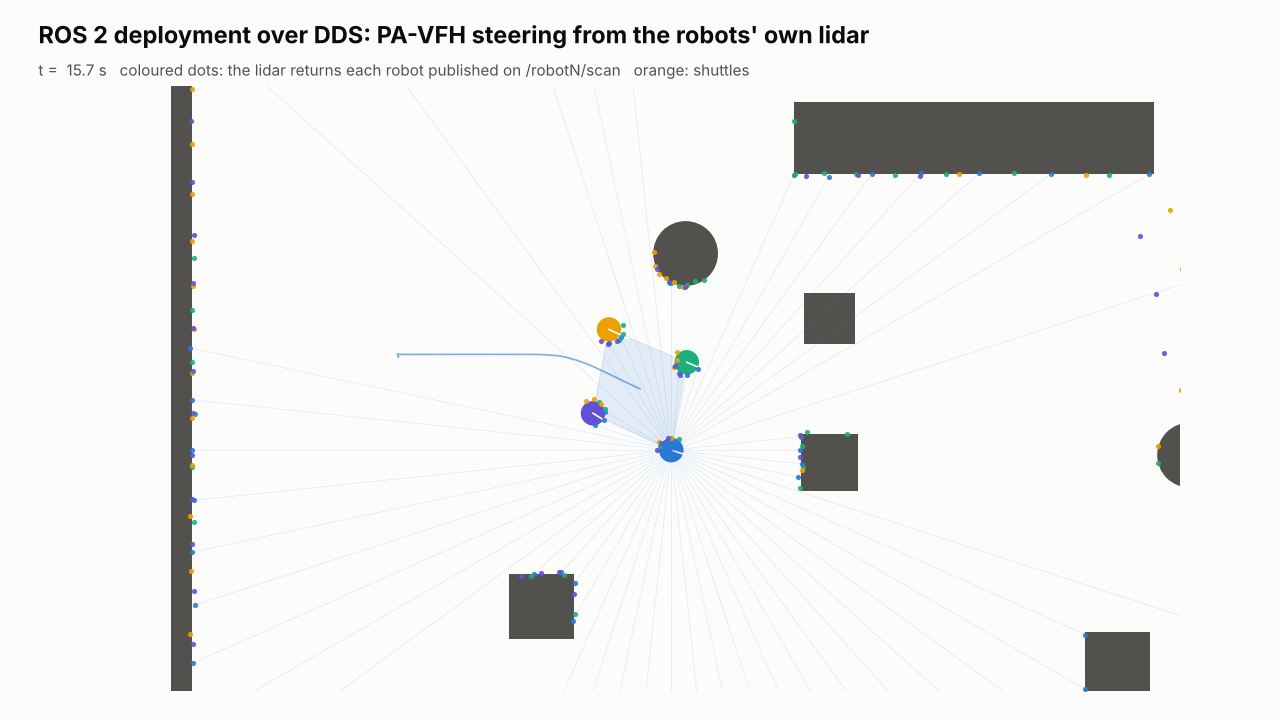 ROS 2 deployment over DDS: PA-VFH steering from the robots' own lidar
t =  15.7 s   coloured dots: the lidar returns each robot published on /robotN/scan   orange: shuttles